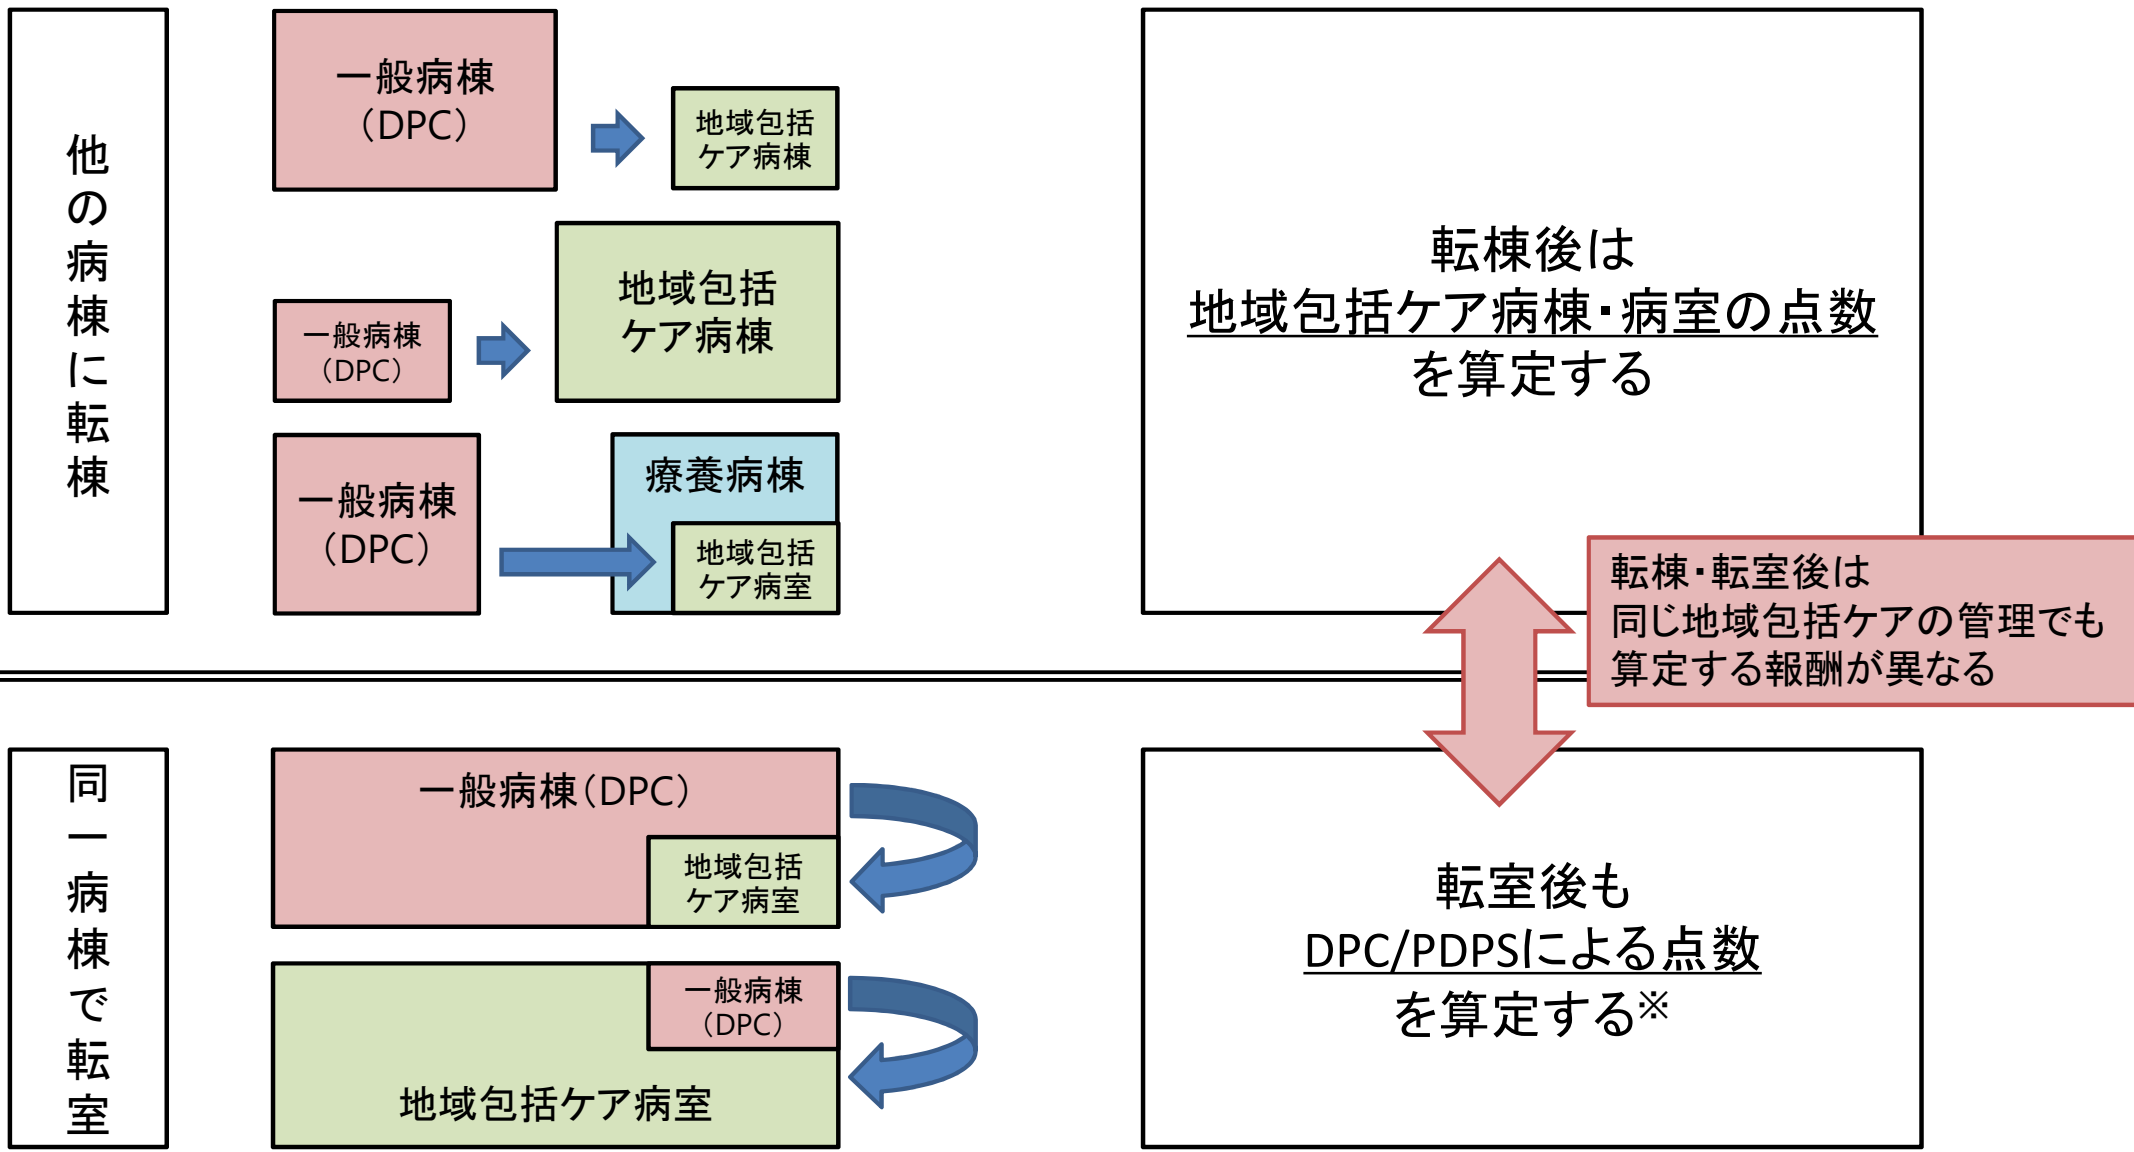 他の病棟に転棟
一般病棟
（DPC）
地域包括
ケア病棟
一般病棟
（DPC）
地域包括
ケア病棟
一般病棟
（DPC）
療養病棟
地域包括
ケア病室
転棟後は
地域包括ケア病棟・病室の点数
を算定する
転棟・転室後は
同じ地域包括ケアの管理でも
算定する報酬が異なる
同一病棟で転室
一般病棟（DPC）
地域包括
ケア病室
一般病棟
（DPC）
地域包括ケア病室
転室後も
DPC/PDPSによる点数
を算定する※